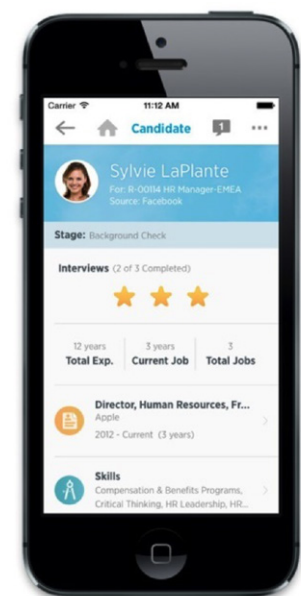 Carrier 11:12 AM
Candidate 1 ...
Sylvie LaPlante
For: R-00114 HR Manager-EMEA
Source: Facebook
Stage: Background Check
Interviews (2 of 3 Completed)
12 years 3 years 3
Total Exp. Current Job Total Jobs
Director, Human Resources, Fr...
Apple
2012 - Current (3 years)
Skills
Compensation & Benefits Programs,
Critical Thinking, HR Leadership, HR...